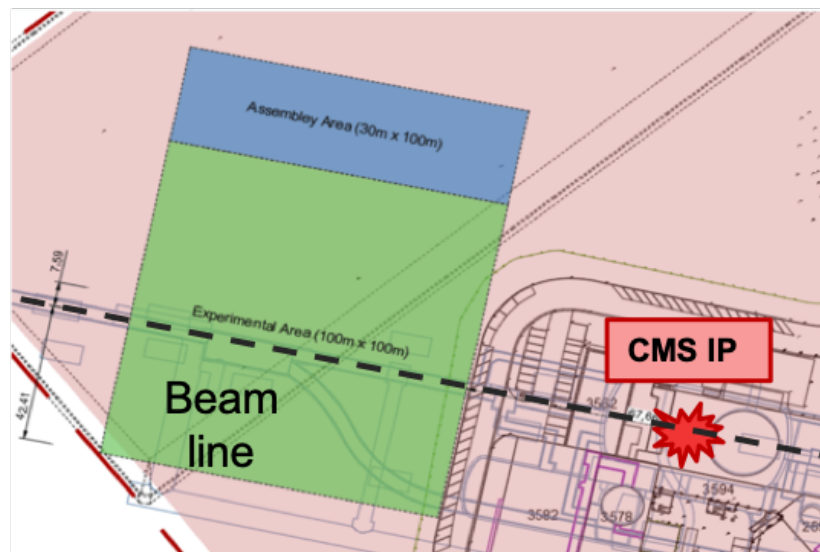 Assembley Area (30m x 100m)
7.59
Experimental Area (100m x 100m)
42.41
Beam
line
CMS IP
3594
3582
3578